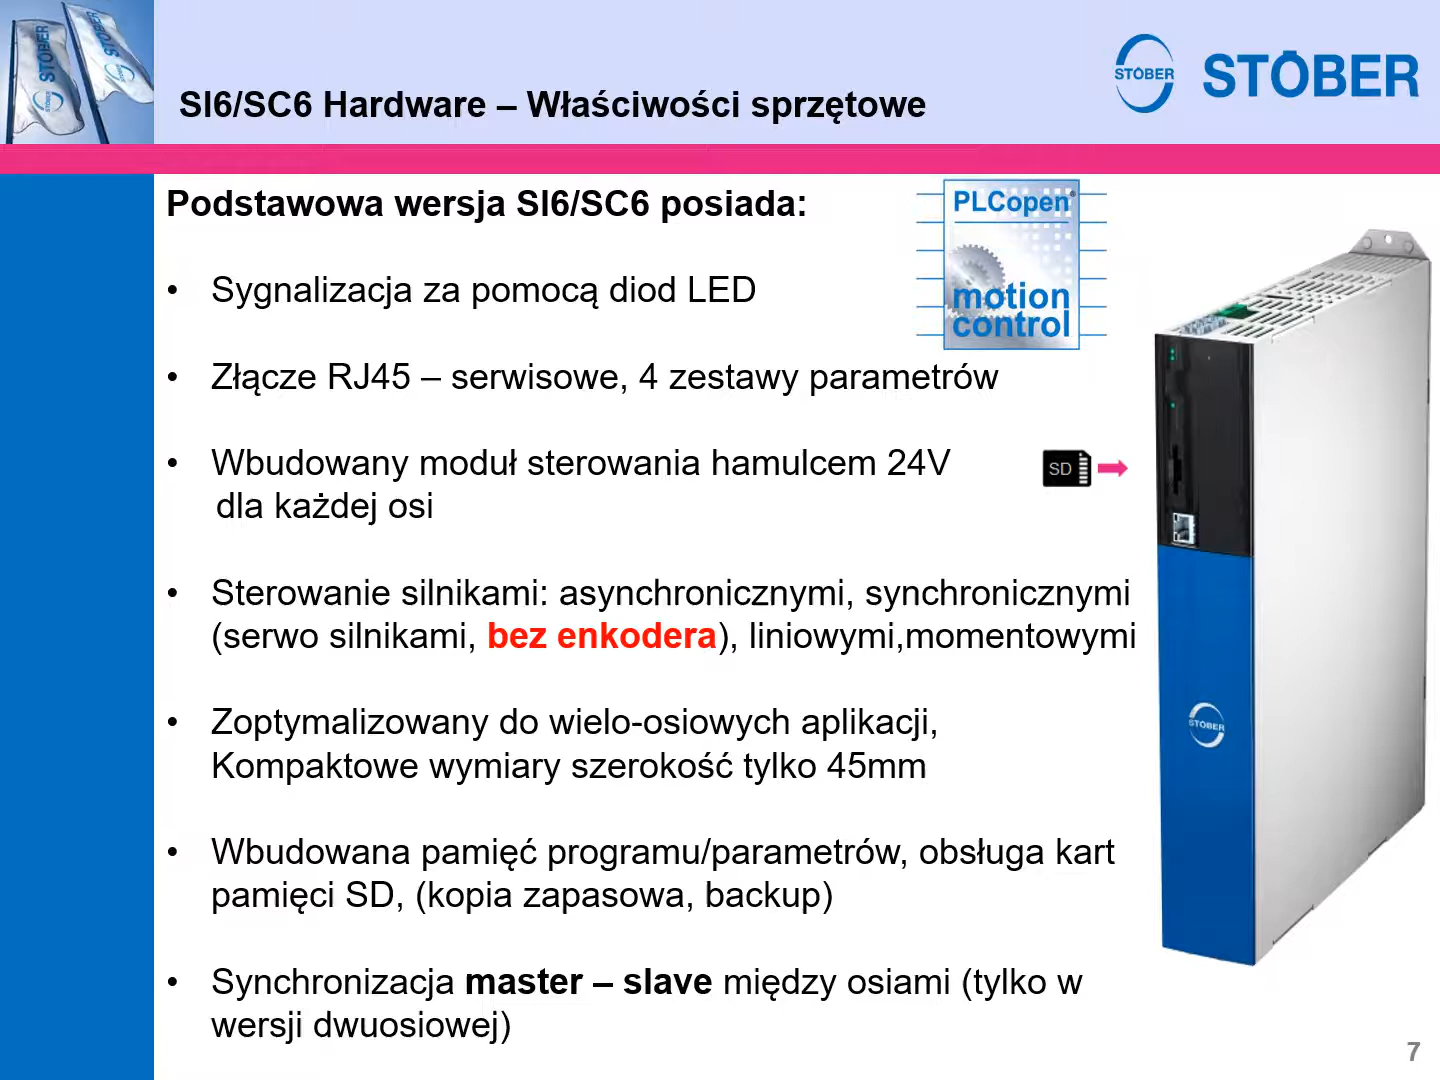 STÖBER
STÖBER
STÖBER
STÖBER
SI6/SC6 Hardware – Właściwości sprzętowe
Podstawowa wersja SI6/SC6 posiada:
PLCopen
motion
control
• Sygnalizacja za pomocą diod LED
• Złącze RJ45 – serwisowe, 4 zestawy parametrów
• Wbudowany moduł sterowania hamulcem 24V
dla każdej osi
SD
• Sterowanie silnikami: asynchronicznymi, synchronicznymi
(serwo silnikami, bez enkodera), liniowymi,momentowymi
• Zoptymalizowany do wielo-osiowych aplikacji,
Kompaktowe wymiary szerokość tylko 45mm
STÖBER
• Wbudowana pamięć programu/parametrów, obsługa kart
pamięci SD, (kopia zapasowa, backup)
• Synchronizacja master – slave między osiami (tylko w
wersji dwuosiowej)
7